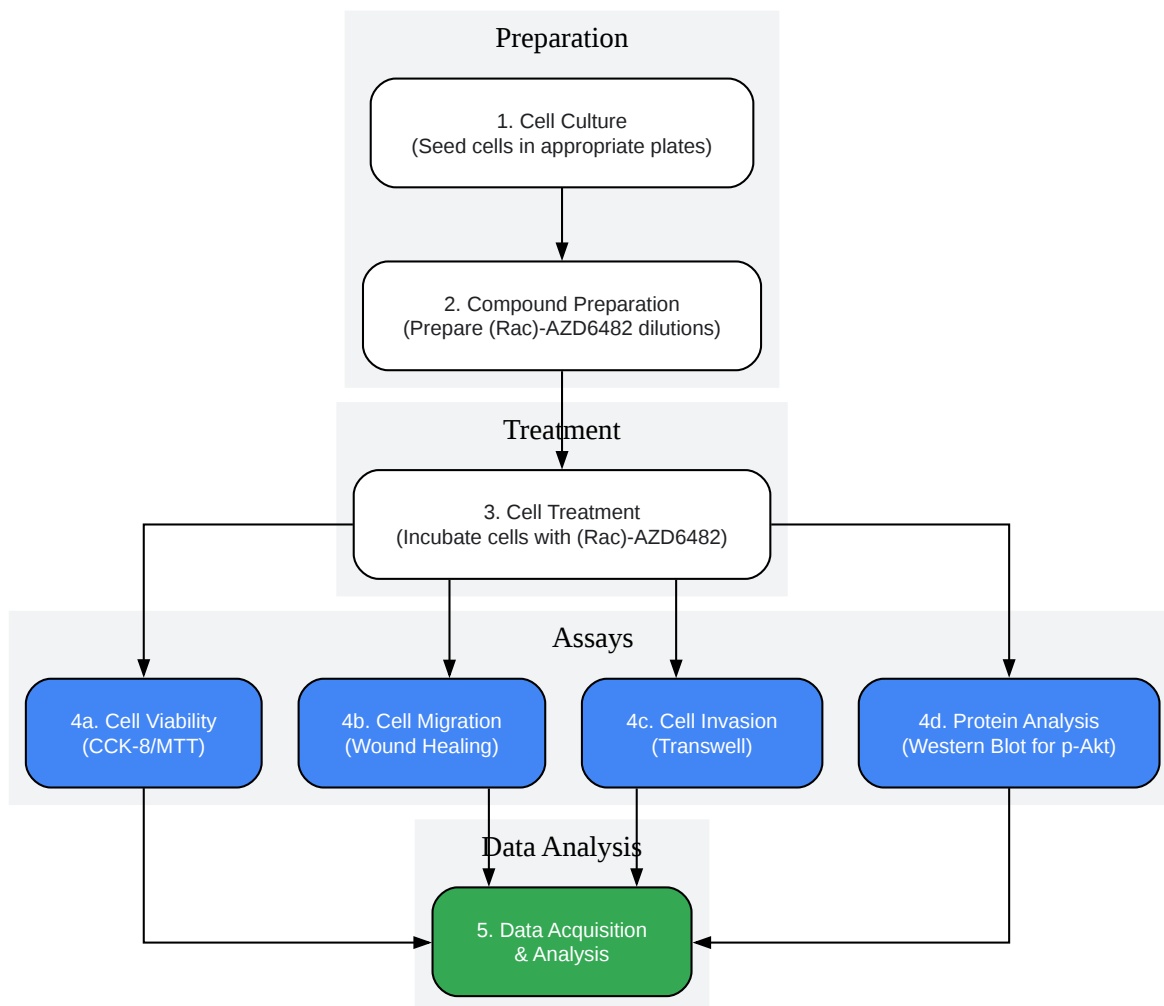 Preparation
1. Cell Culture
(Seed cells in appropriate plates)
2. Compound Preparation
(Prepare (Rac)-AZD6482 dilutions)
Treatment
3. Cell Treatment
(Incubate cells with (Rac)-AZD6482)
Assays
4a. Cell Viability
(CCK-8/MTT)
4b. Cell Migration
(Wound Healing)
4c. Cell Invasion
(Transwell)
4d. Protein Analysis
(Western Blot for p-Akt)
Data Analysis
5. Data Acquisition
& Analysis